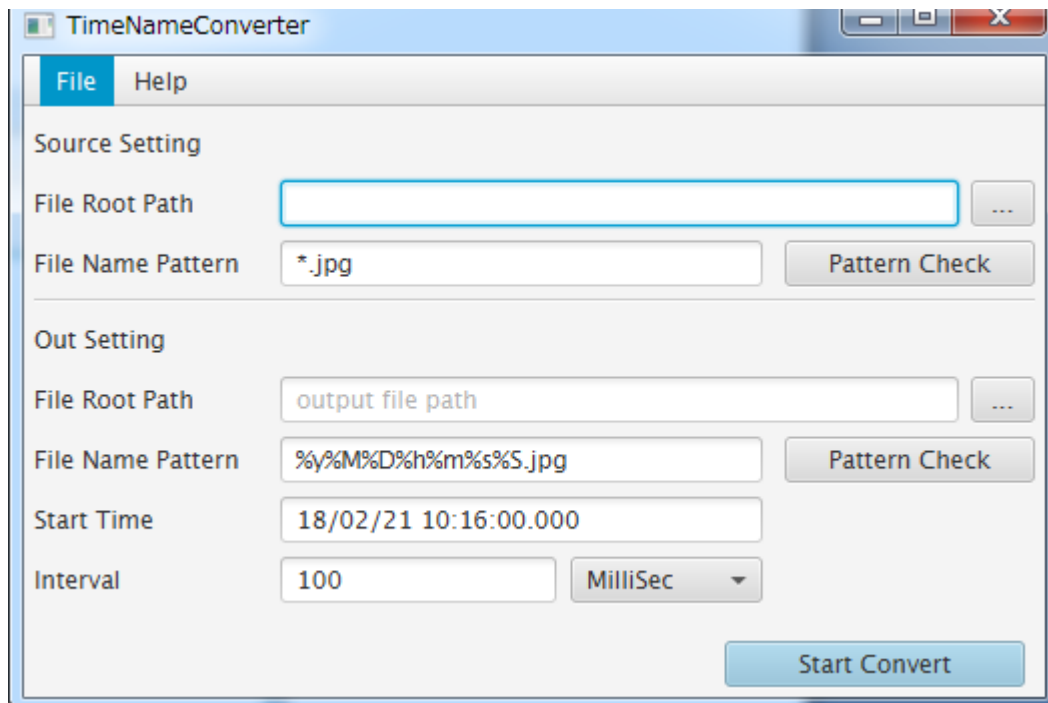 TimeNameConverter
File Help
Source Setting
File Root Path ...
File Name Pattern *.jpg Pattern Check
Out Setting
File Root Path output file path ...
File Name Pattern %y%M%D%h%m%s%S.jpg Pattern Check
Start Time 18/02/21 10:16:00.000
Interval 100 MilliSec
Start Convert